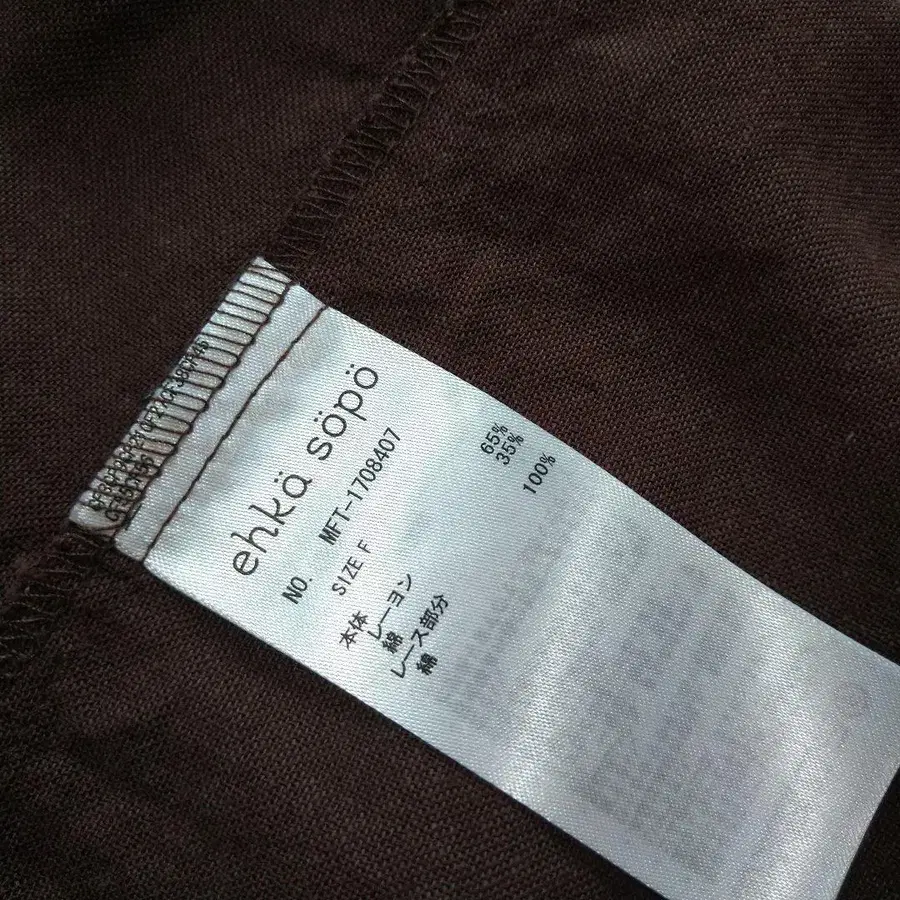 ehkä söpö
NO. MFT-1708407
SIZE F
本体
レーヨン 65%
綿 35%
レース部分
綿 100%